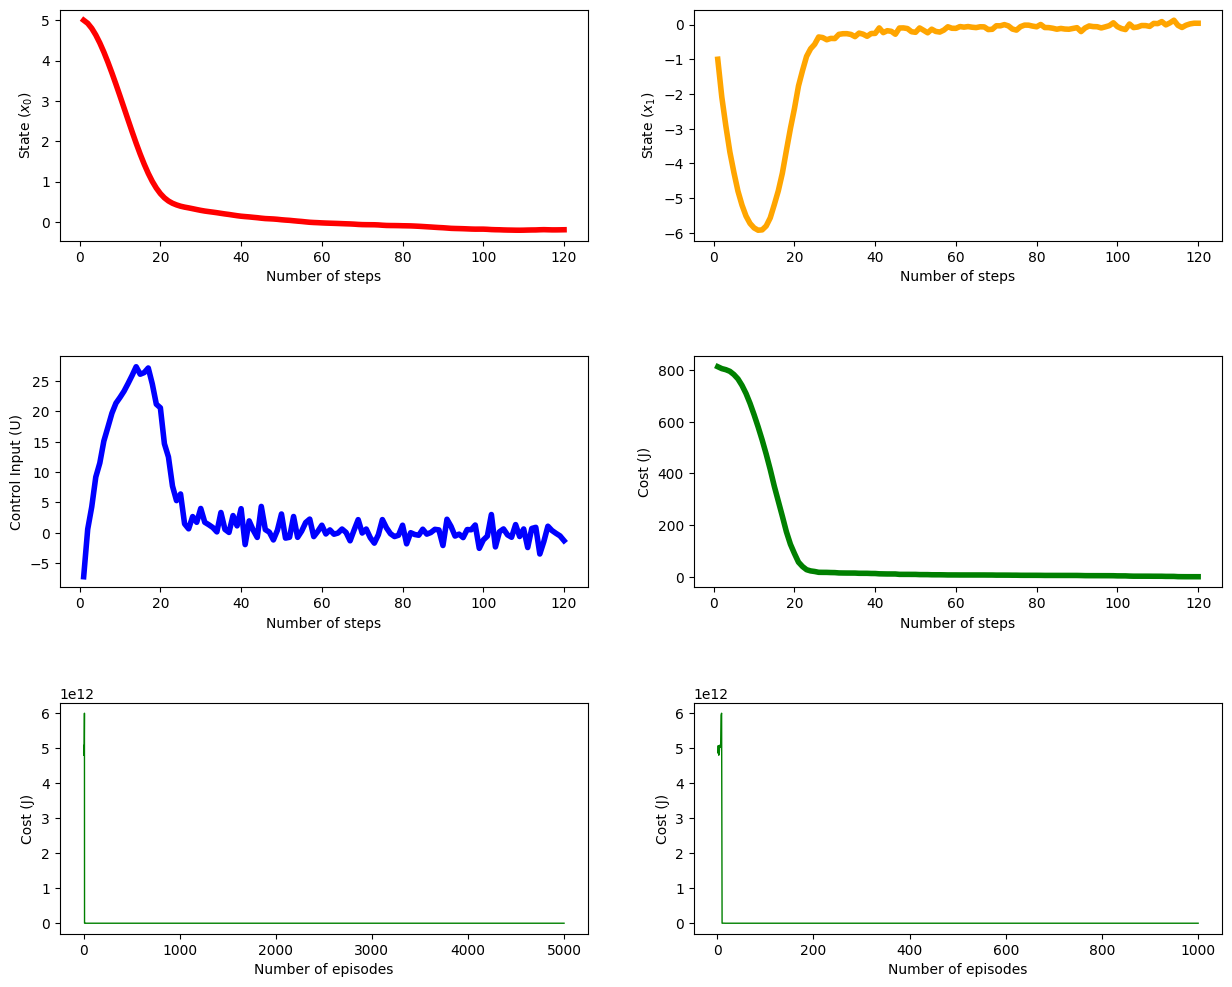 5
4
3
2
1
0
State (x₀)
0 20 40 60 80 100 120
Number of steps
0
−1
−2
−3
−4
−5
−6
State (x₁)
0 20 40 60 80 100 120
Number of steps
25
20
15
10
5
0
−5
Control Input (U)
0 20 40 60 80 100 120
Number of steps
800
600
400
200
0
Cost (J)
0 20 40 60 80 100 120
Number of steps
1e12
6
5
4
3
2
1
0
Cost (J)
0 1000 2000 3000 4000 5000
Number of episodes
1e12
6
5
4
3
2
1
0
Cost (J)
0 200 400 600 800 1000
Number of episodes